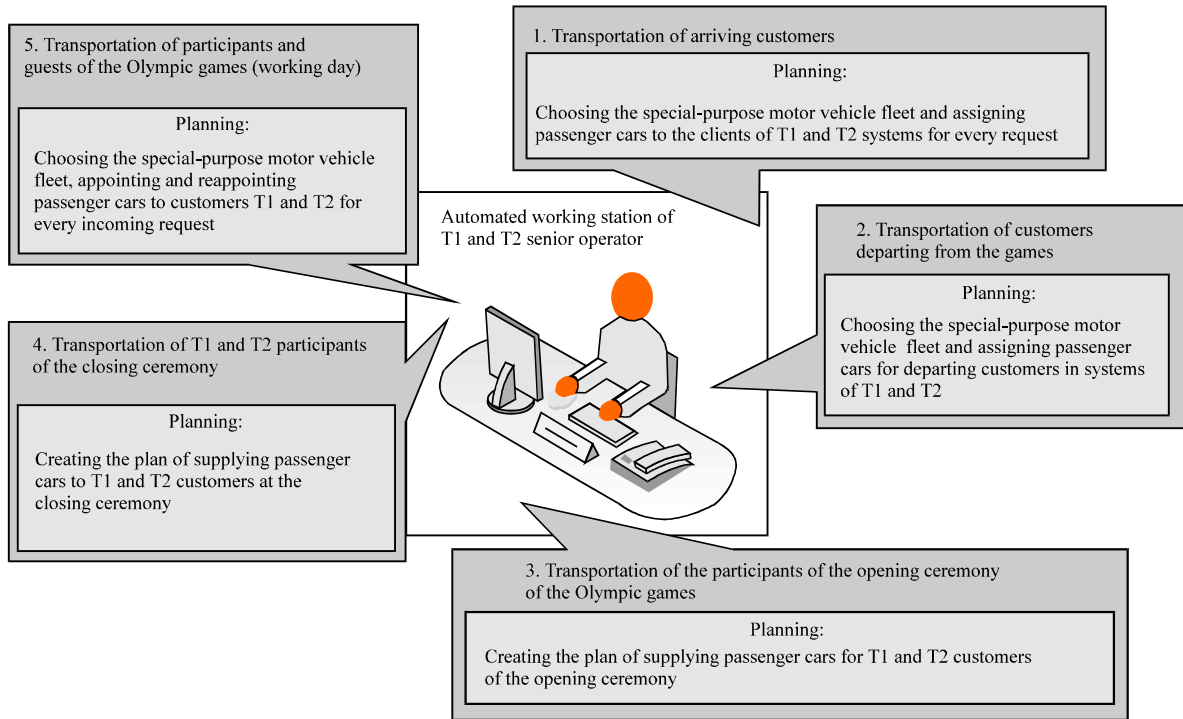 5. Transportation of participants and
guests of the Olympic games (working day)
Planning:
Choosing the special-purpose motor vehicle
fleet, appointing and reappointing
passenger cars to customers T1 and T2 for
every incoming request
1. Transportation of arriving customers
Planning:
Choosing the special-purpose motor vehicle fleet and assigning
passenger cars to the clients of T1 and T2 systems for every request
Automated working station of
T1 and T2 senior operator
2. Transportation of customers
departing from the games
Planning:
Choosing the special-purpose motor
vehicle fleet and assigning passenger
cars for departing customers in systems
of T1 and T2
4. Transportation of T1 and T2 participants
of the closing ceremony
Planning:
Creating the plan of supplying passenger
cars to T1 and T2 customers at the
closing ceremony
3. Transportation of the participants of the opening ceremony
of the Olympic games
Planning:
Creating the plan of supplying passenger cars for T1 and T2 customers
of the opening ceremony